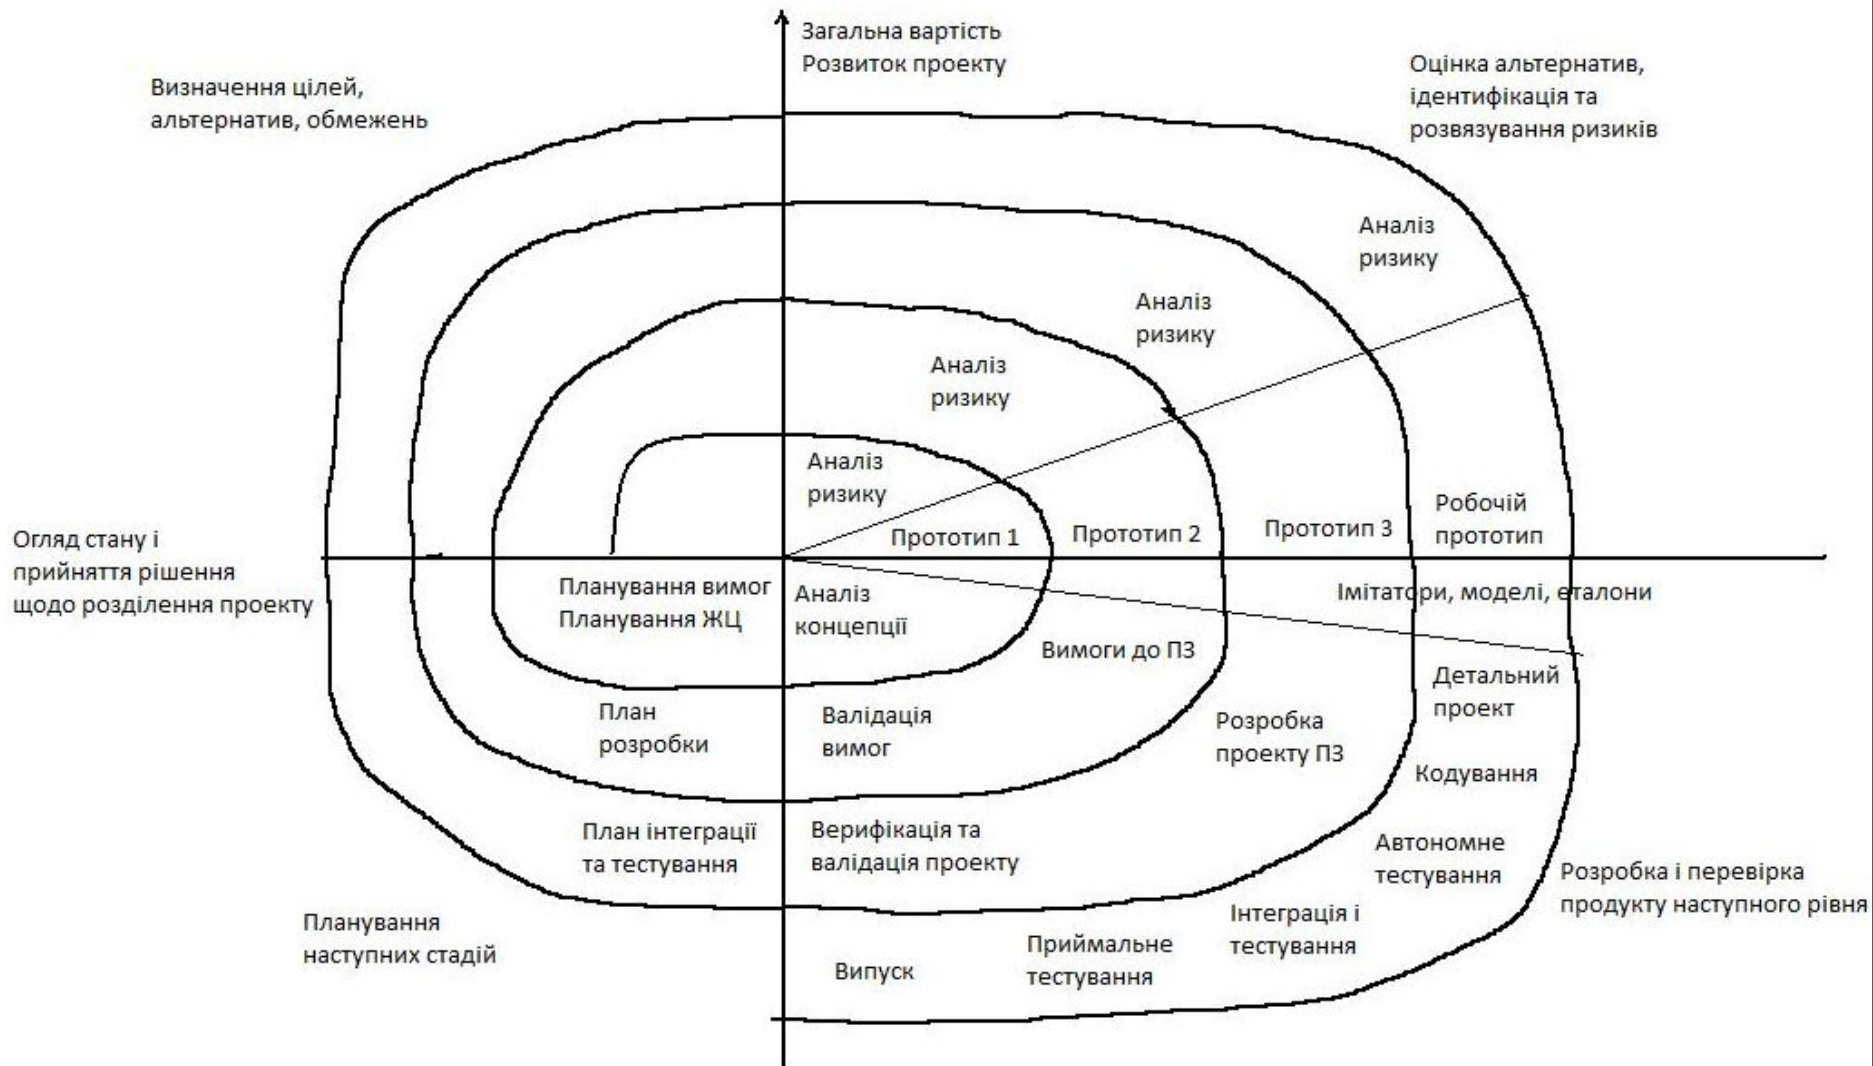 Загальна вартість
Розвиток проекту
Визначення цілей,
альтернатив, обмежень
Оцінка альтернатив,
ідентифікація та
розвязування ризиків
Аналіз
ризику
Аналіз
ризику
Аналіз
ризику
Аналіз
ризику
Прототип 1
Прототип 2
Прототип 3
Робочій
прототип
Огляд стану і
прийняття рішення
щодо розділення проекту
Планування вимог
Планування ЖЦ
Аналіз
концепції
Імітатори, моделі, еталони
Вимоги до ПЗ
Детальний
проект
План
розробки
Валідація
вимог
Розробка
проекту ПЗ
Кодування
План інтеграції
та тестування
Верифікація та
валідація проекту
Автономне
тестування
Розробка і перевірка
продукту наступного рівня
Планування
наступних стадій
Інтеграція і
тестування
Приймальне
тестування
Випуск